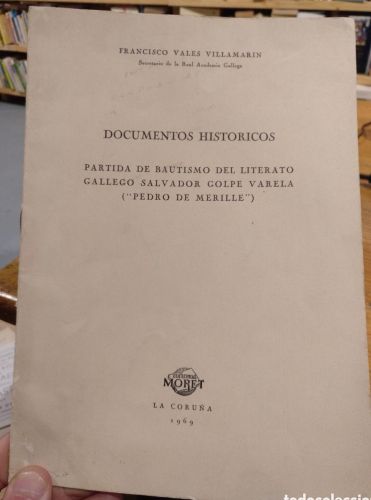 FRANCISCO VALES VILLAMARIN
Secretario de la Real Academia Gallega
DOCUMENTOS HISTORICOS
PARTIDA DE BAUTISMO DEL LITERATO
GALLEGO SALVADOR GOLPE VARELA
("PEDRO DE MERILLE")
MORET
LA CORUÑA
1969
todocoleccion